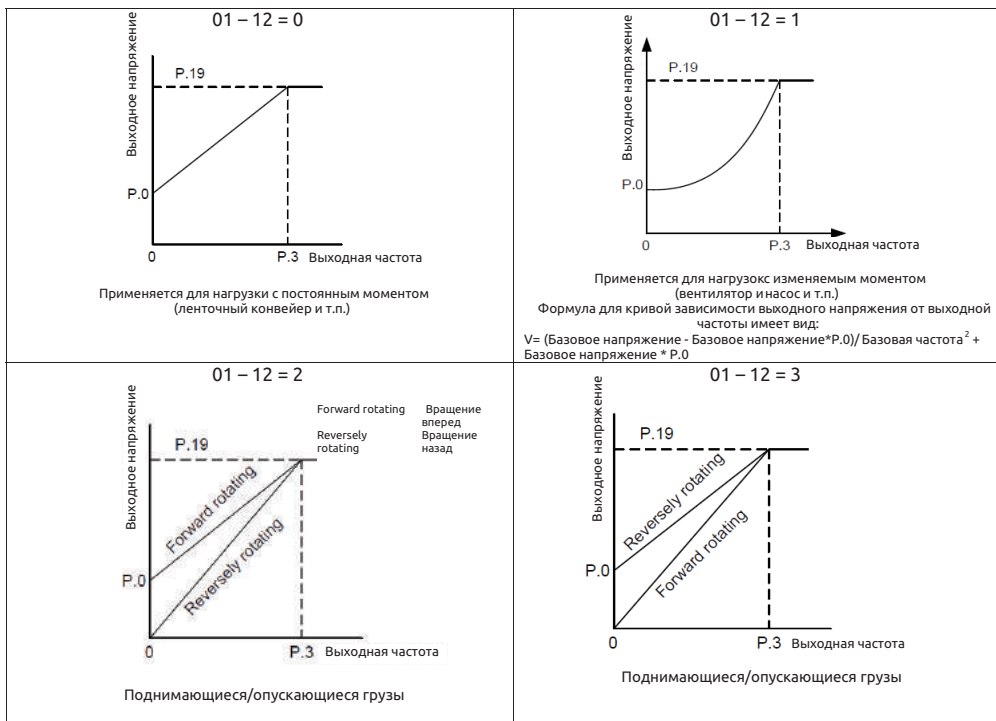 01 – 12 = 0
Выходное напряжение
P.19
P.0
0
P.3
Выходная частота
Применяется для нагрузки с постоянным моментом
(ленточный конвейер и т.п.)
01 – 12 = 1
Выходное напряжение
P.19
P.0
0
P.3
Выходная частота
Применяется для нагрузокс изменяемым моментом
(вентилятор инасос и т.п.)
Формула для кривой зависимости выходного напряжения от выходной
частоты имеет вид:
V= (Базовое напряжение - Базовое напряжение*P.0)/ Базовая частота² +
Базовое напряжение * P.0
01 – 12 = 2
Forward rotating Вращение
вперед
Reversely Вращение
rotating назад
Выходное напряжение
P.19
Forward rotating
Reversely rotating
P.0
0
P.3
Выходная частота
Поднимающиеся/опускающиеся грузы
01 – 12 = 3
Выходное напряжение
P.19
Reversely rotating
Forward rotating
P.0
0
P.3
Выходная частота
Поднимающиеся/опускающиеся грузы